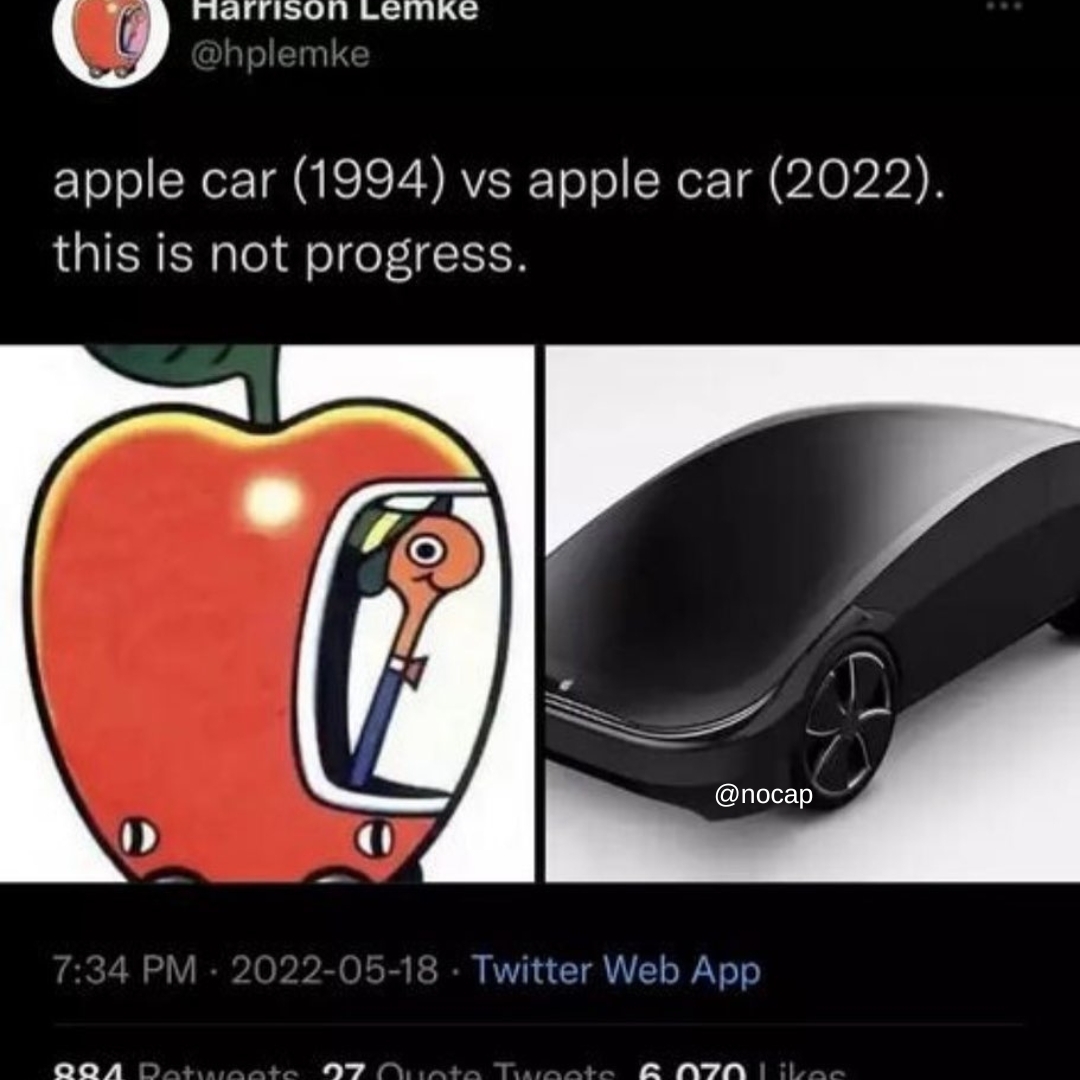 Harrison Lemke
@hplemke
apple car (1994) vs apple car (2022).
this is not progress.
@nocap
7:34 PM · 2022-05-18 · Twitter Web App
884 Retweets 27 Quote Tweets 6,070 Likes